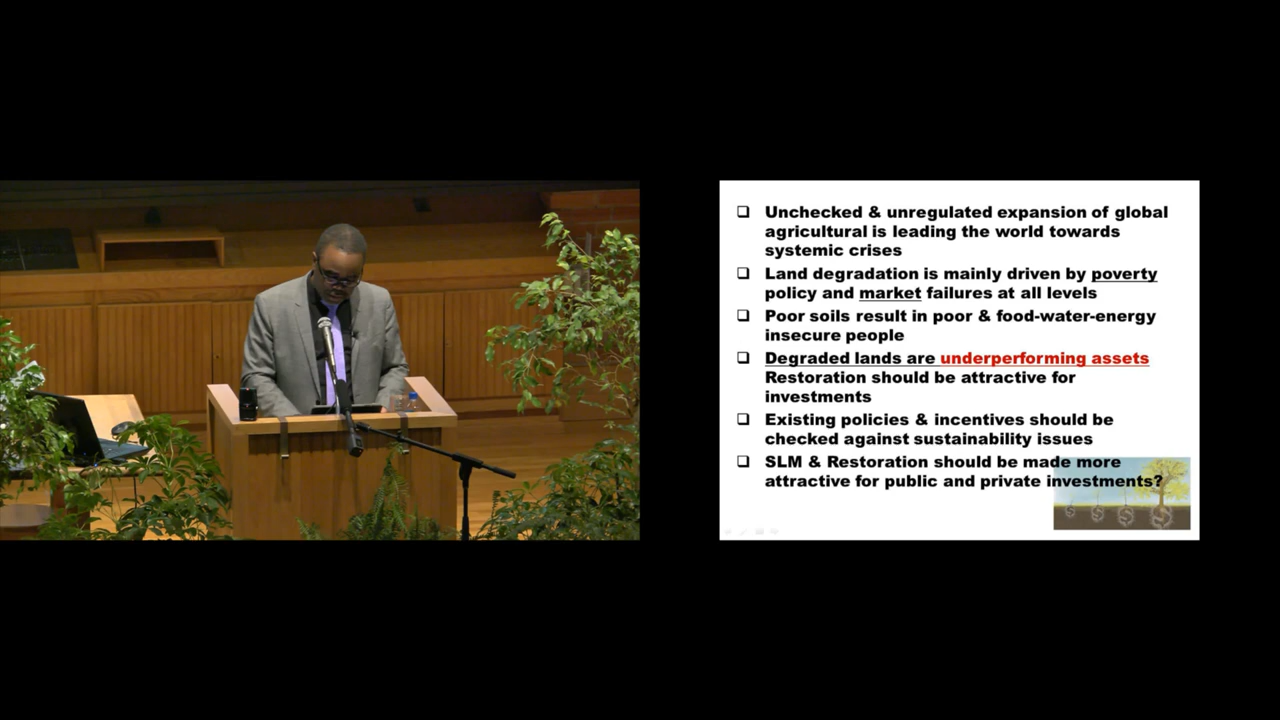 Unchecked & unregulated expansion of global
agricultural is leading the world towards
systemic crises
Land degradation is mainly driven by poverty
policy and market failures at all levels
Poor soils result in poor & food-water-energy
insecure people
Degraded lands are underperforming assets
Restoration should be attractive for
investments
Existing policies & incentives should be
checked against sustainability issues
SLM & Restoration should be made more
attractive for public and private investments?